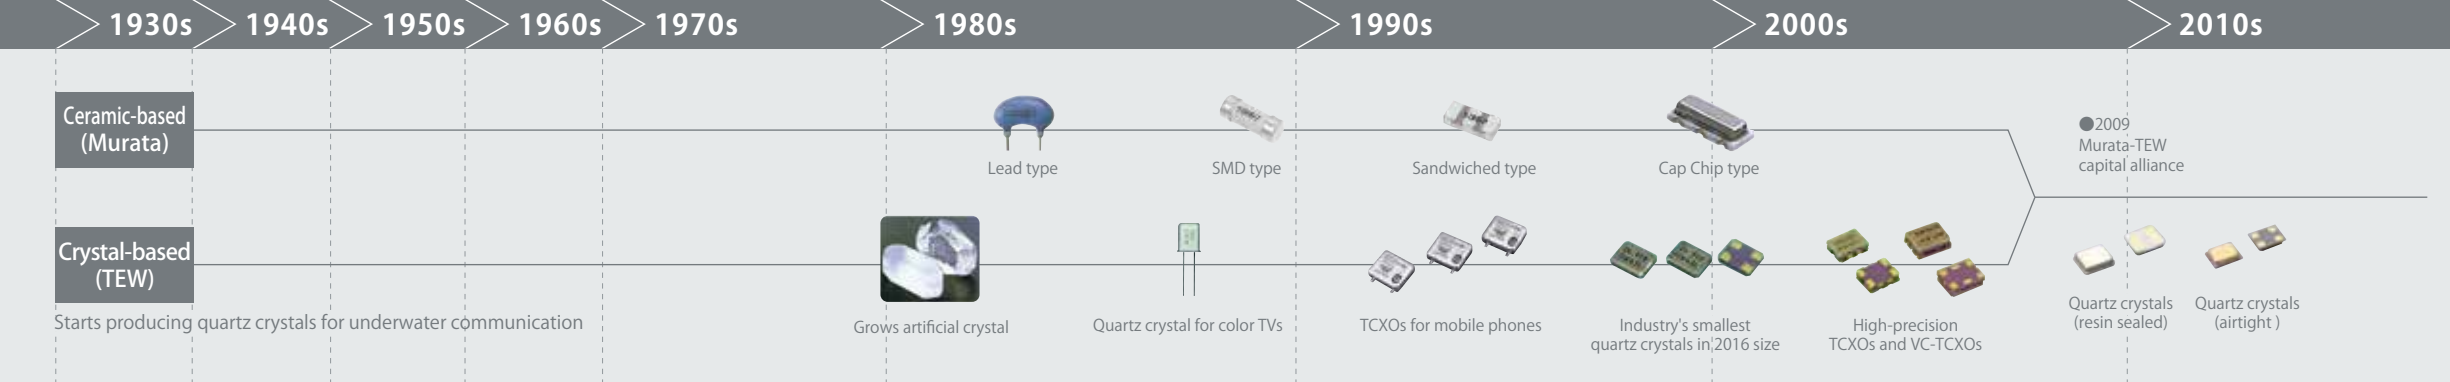 1930s 1940s 1950s 1960s 1970s 1980s 1990s 2000s 2010s
Ceramic-based
(Murata)
Lead type
SMD type
Sandwiched type
Cap Chip type
●2009
Murata-TEW
capital alliance
Crystal-based
(TEW)
Starts producing quartz crystals for underwater communication
Grows artificial crystal
Quartz crystal for color TVs
TCXOs for mobile phones
Industry's smallest
quartz crystals in 2016 size
High-precision
TCXOs and VC-TCXOs
Quartz crystals
(resin sealed)
Quartz crystals
(airtight )